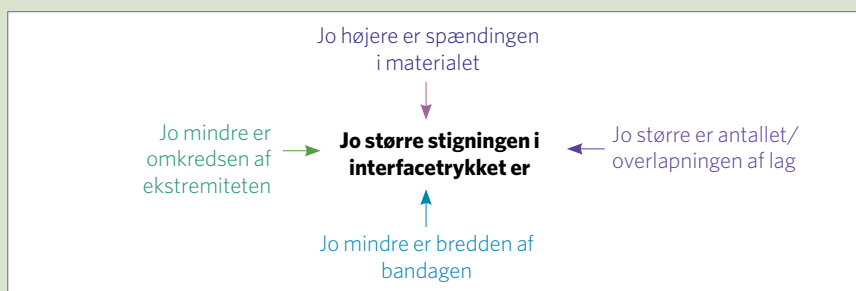 Jo højere er spændingen
i materialet
Jo mindre er
omkredsen af
ekstremiteten
Jo større stigningen i
interfacetrykket er
Jo større er antallet/
overlapningen af lag
Jo mindre er bredden af
bandagen